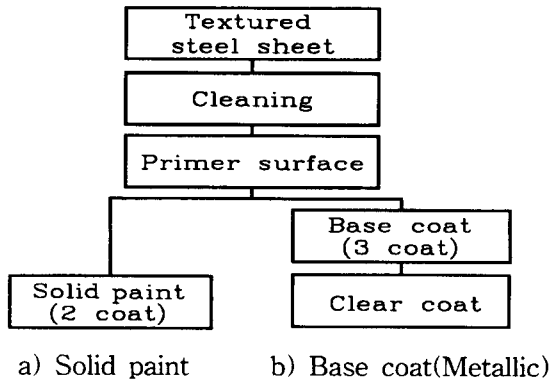 Textured
steel sheet
Cleaning
Primer surface
Base coat
(3 coat)
Solid paint
(2 coat)
Clear coat
a) Solid paint
b) Base coat(Metallic)